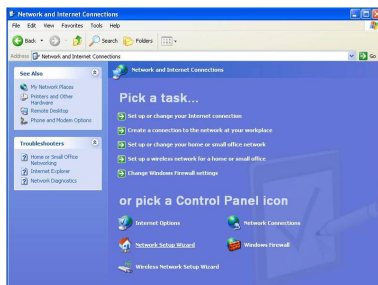 Network and Internet Connections
File Edit View Favorites Tools Help
Back Search Folders
Address Network and Internet Connections Go
See Also
My Network Places
Printers and Other Hardware
Remote Desktop
Phone and Modem Options
Troubleshooters
Home or Small Office Networking
Internet Explorer
Network Diagnostics
Network and Internet Connections
Pick a task...
Set up or change your Internet connection
Create a connection to the network at your workplace
Set up or change your home or small office network
Set up a wireless network for a home or small office
Change Windows Firewall settings
or pick a Control Panel icon
Internet Options
Network Connections
Network Setup Wizard
Windows Firewall
Wireless Network Setup Wizard